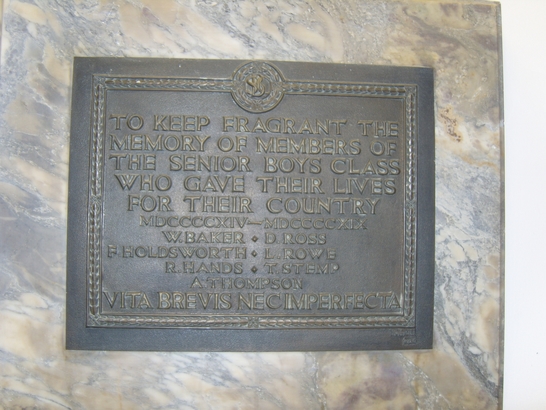 TO KEEP FRAGRANT THE
MEMORY OF MEMBERS OF
THE SENIOR BOYS CLASS
WHO GAVE THEIR LIVES
FOR THEIR COUNTRY
MDCCCCXIV—MDCCCCXIX
W. BAKER • D. ROSS
F. HOLDSWORTH • L. ROWE
R. HANDS • T. STEMP
A. THOMPSON
VITA BREVIS NEC IMPERFECTA